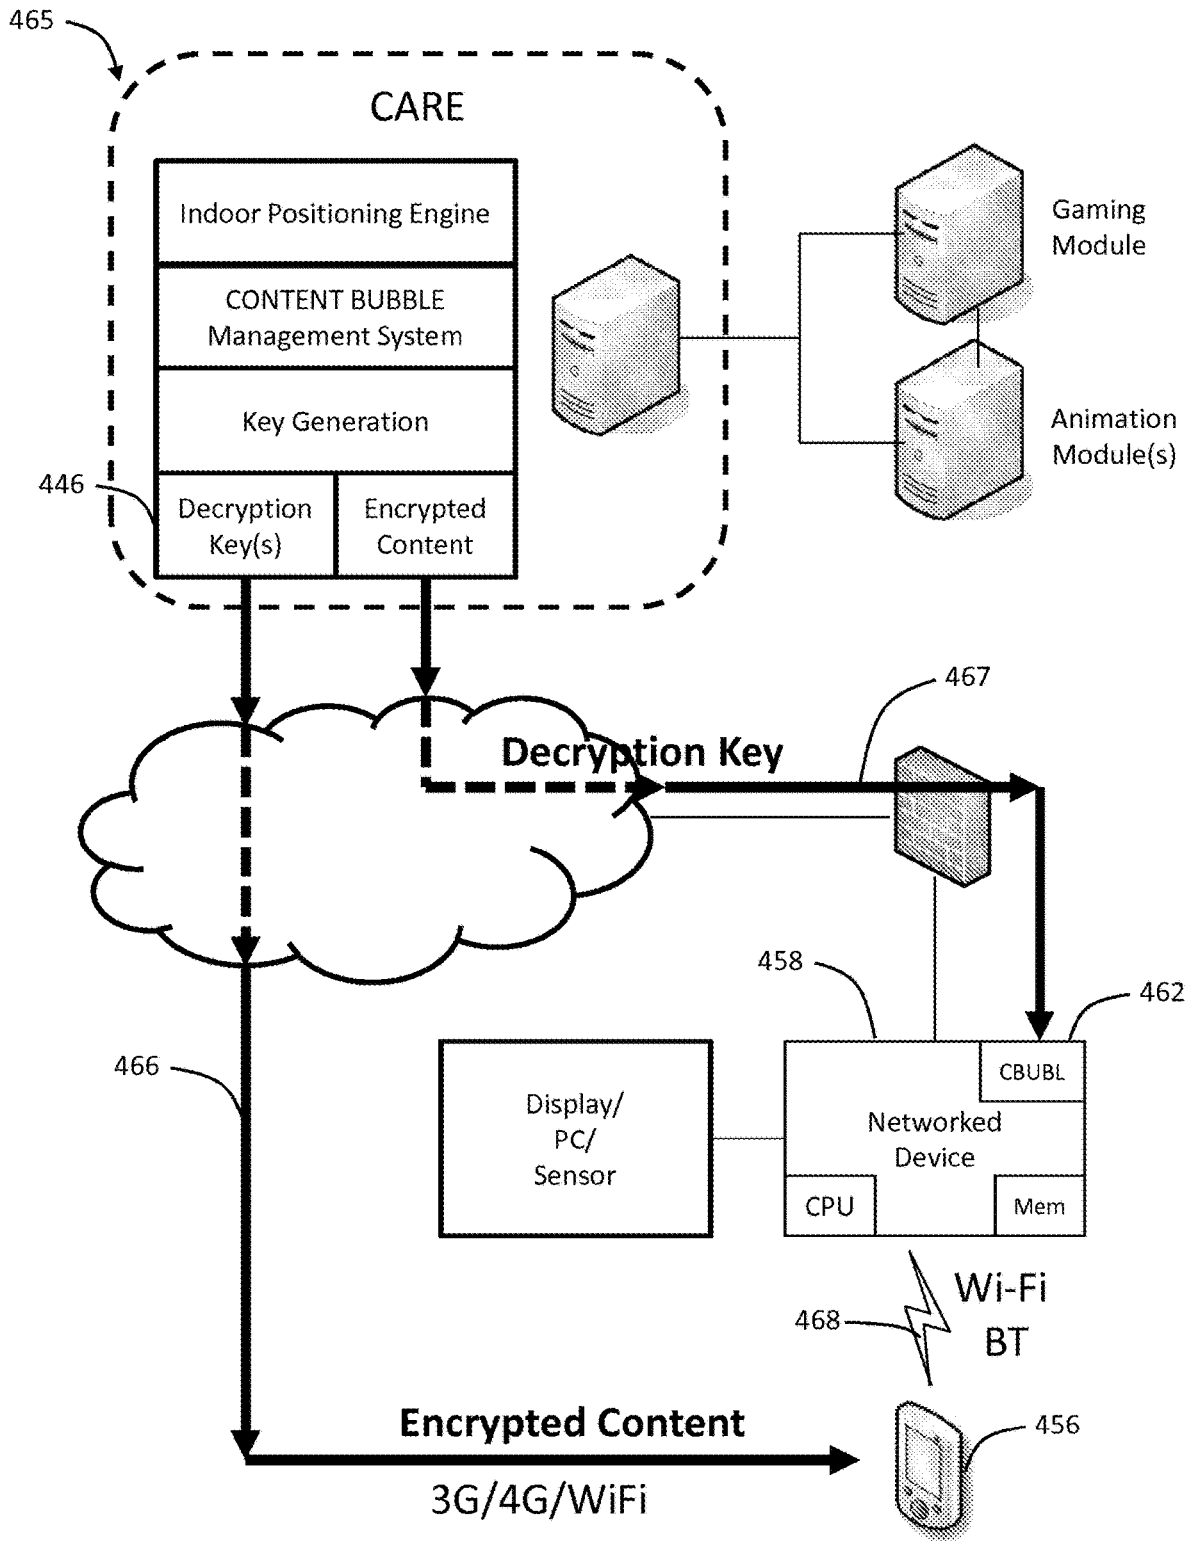 465
CARE
Indoor Positioning Engine
CONTENT BUBBLE
Management System
Key Generation
446
Decryption
Key(s)
Encrypted
Content
Gaming
Module
Animation
Module(s)
467
Decryption Key
458
462
466
Display/
PC/
Sensor
CBUBL
Networked
Device
CPU
Mem
468
Wi-Fi
BT
Encrypted Content
456
3G/4G/WiFi